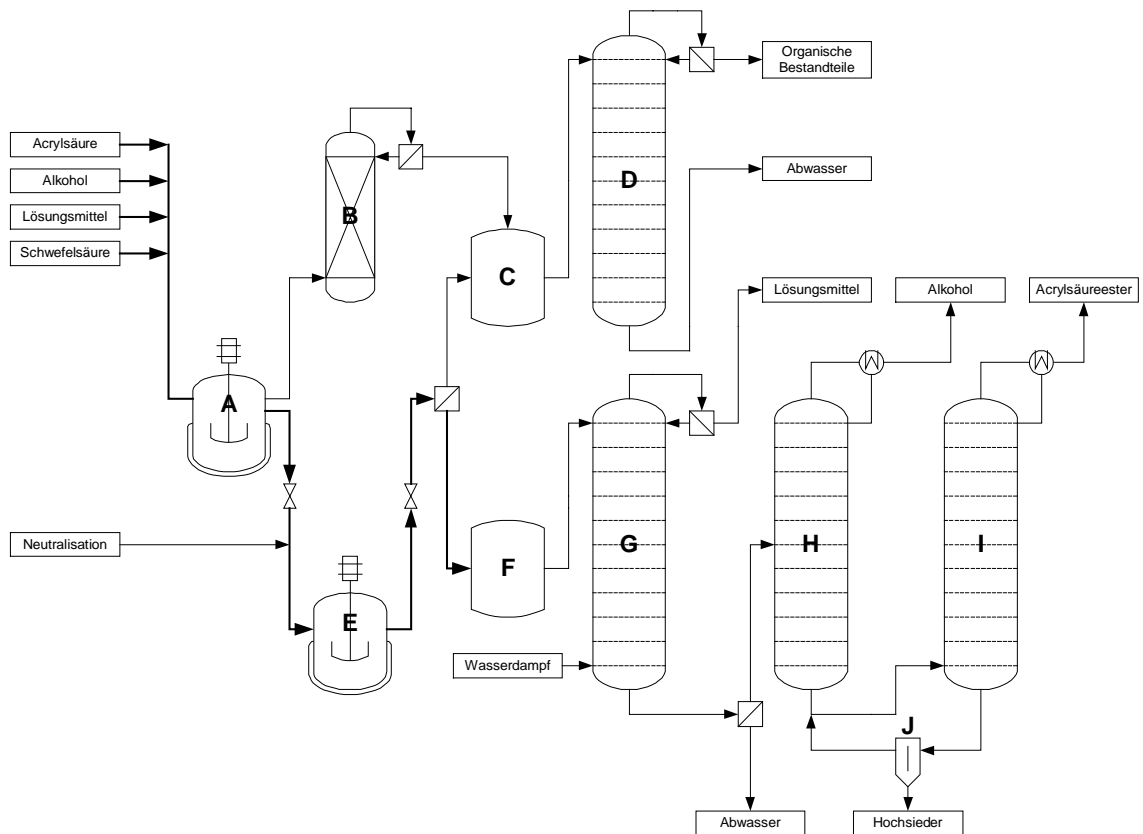 Organische
Bestandteile
Acrylsäure
Alkohol
Lösungsmittel
Schwefelsäure
Abwasser
D
B
C
Lösungsmittel
Alkohol
Acrylsäureester
A
Neutralisation
F
G
H
I
E
Wasserdampf
J
Abwasser
Hochsieder